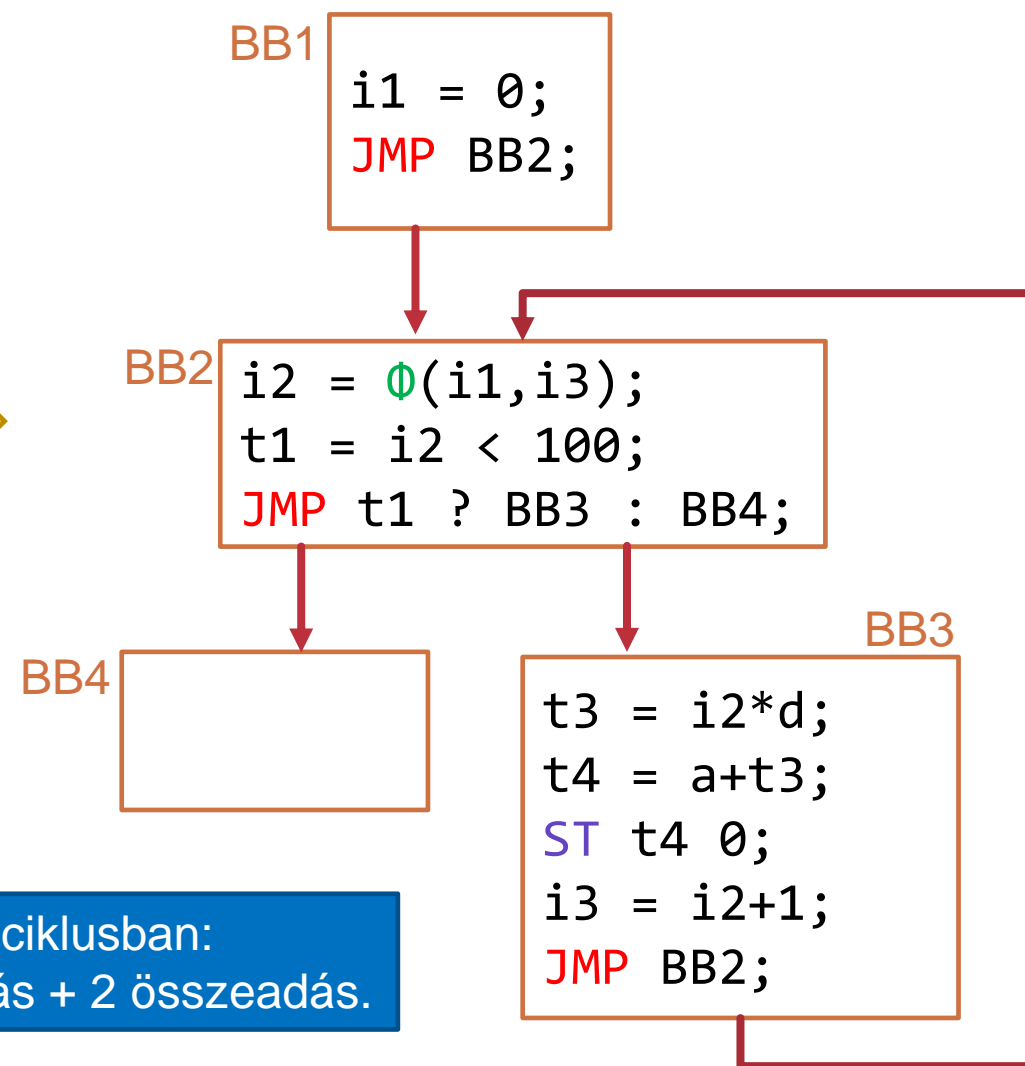 BB1
i1 = 0;
JMP BB2;
BB2
i2 = Φ(i1,i3);
t1 = i2 < 100;
JMP t1 ? BB3 : BB4;
BB4
BB3
t3 = i2*d;
t4 = a+t3;
ST t4 0;
i3 = i2+1;
JMP BB2;
ciklusban:
+ 2 összeadás.